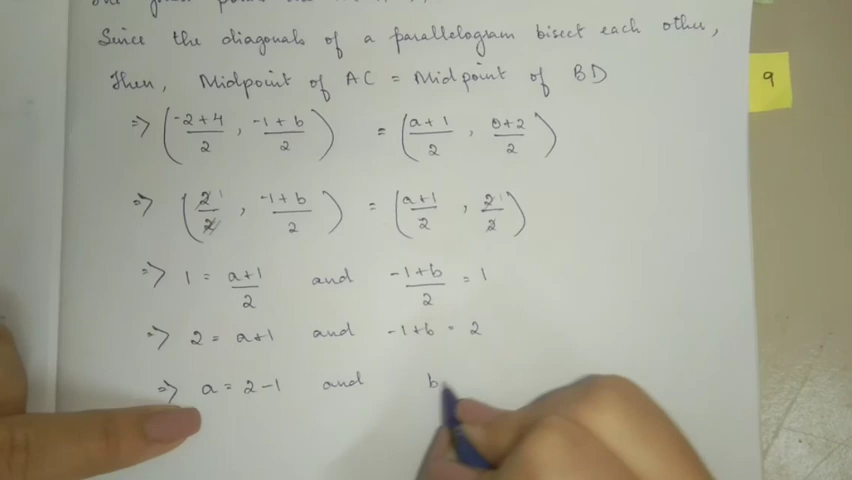 Since the diagonals of a parallelogram bisect each other,
Then, Midpoint of AC = Midpoint of BD
9
=> ((-2+4)/2 , (-1+b)/2) = ((a+1)/2 , (0+2)/2)
=> (2/2 1 , (-1+b)/2) = ((a+1)/2 , 2/2 1)
=> 1 = (a+1)/2 and (-1+b)/2 = 1
=> 2 = a+1 and -1+b = 2
=> a = 2-1 and b